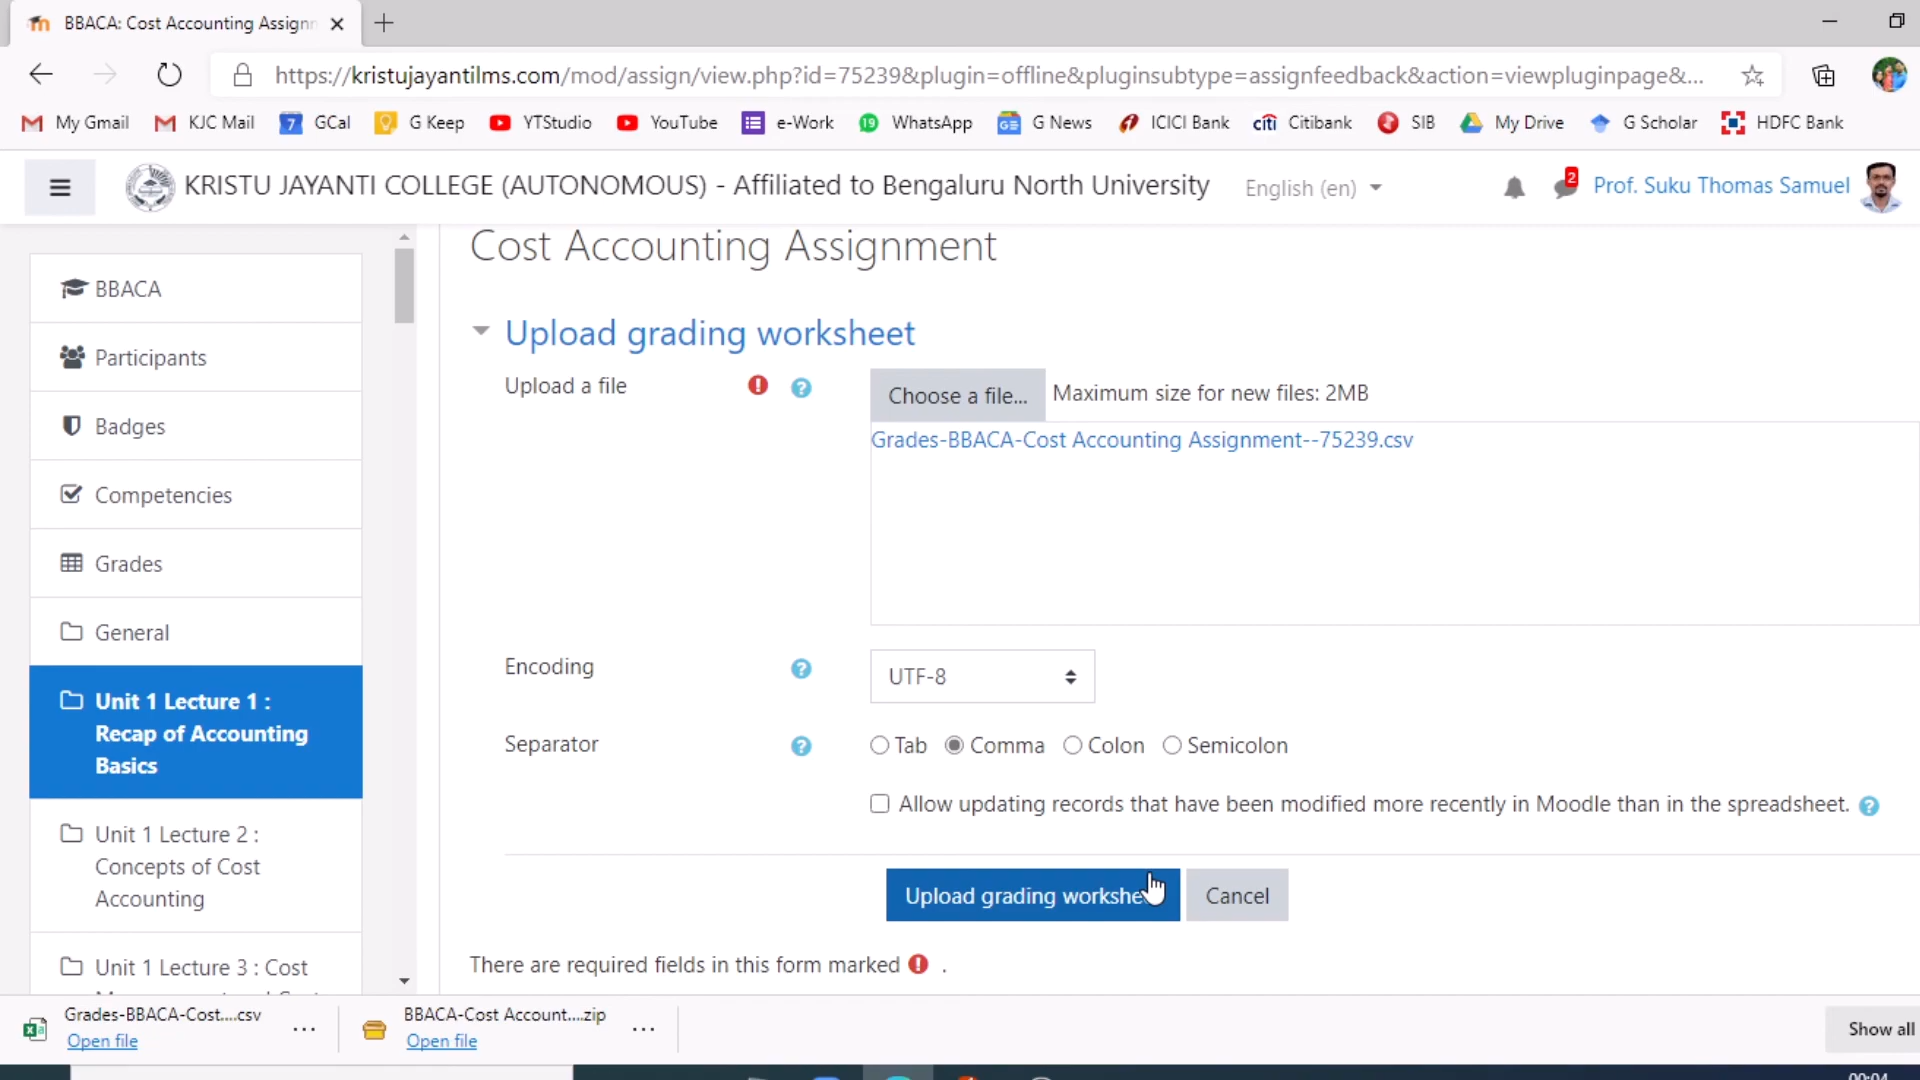 BBACA: Cost Accounting Assignm
https://kristujayantilms.com/mod/assign/view.php?id=75239&plugin=offline&pluginsubtype=assignfeedback&action=viewpluginpage&...
My Gmail
KJC Mail
7 GCal
G Keep
YTStudio
YouTube
e-Work
19 WhatsApp
G News
ICICI Bank
citi Citibank
SIB
My Drive
G Scholar
HDFC Bank
KRISTU JAYANTI COLLEGE (AUTONOMOUS) - Affiliated to Bengaluru North University
English (en)
2
Prof. Suku Thomas Samuel
BBACA
Participants
Badges
Competencies
Grades
General
Unit 1 Lecture 1 :
Recap of Accounting
Basics
Unit 1 Lecture 2 :
Concepts of Cost
Accounting
Unit 1 Lecture 3 : Cost
Cost Accounting Assignment
Upload grading worksheet
Upload a file
Choose a file...
Maximum size for new files: 2MB
Grades-BBACA-Cost Accounting Assignment--75239.csv
Encoding
UTF-8
Separator
Tab
Comma
Colon
Semicolon
Allow updating records that have been modified more recently in Moodle than in the spreadsheet.
Upload grading workshe
Cancel
There are required fields in this form marked .
Grades-BBACA-Cost....csv
Open file
BBACA-Cost Account....zip
Open file
Show all
00:04